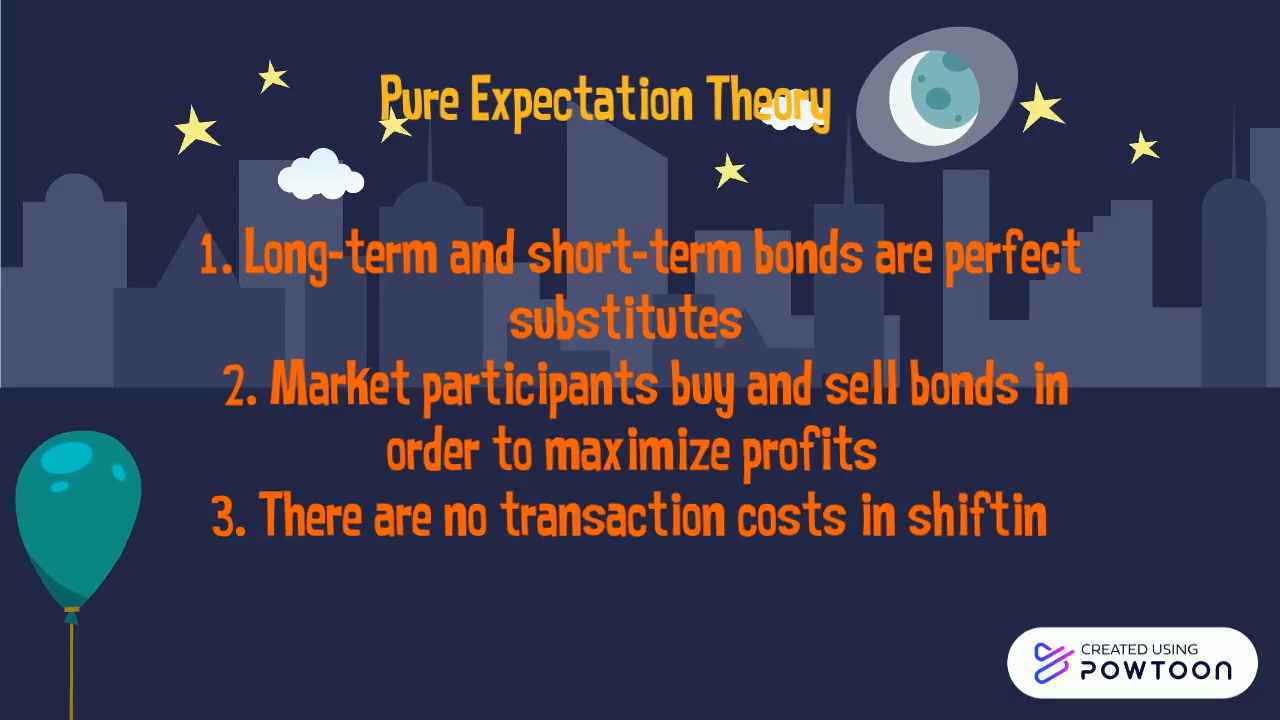 Pure Expectation Theory
1. Long-term and short-term bonds are perfect
substitutes
2. Market participants buy and sell bonds in
order to maximize profits
3. There are no transaction costs in shiftin
CREATED USING
POWTOON